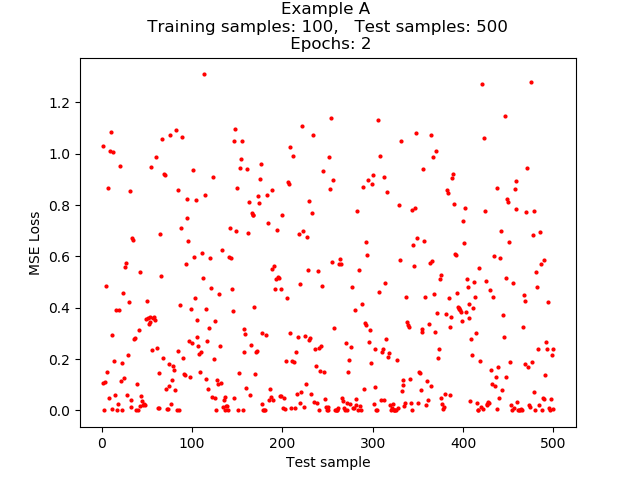 Example A
Training samples: 100,   Test samples: 500
Epochs: 2
MSE Loss
1.2
1.0
0.8
0.6
0.4
0.2
0.0
0 100 200 300 400 500
Test sample